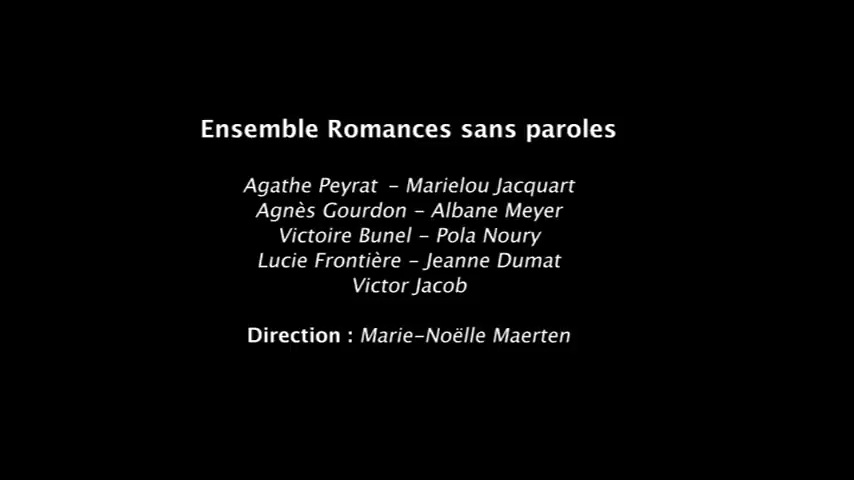 Ensemble Romances sans paroles
Agathe Peyrat – Marielou Jacquart
Agnès Gourdon – Albane Meyer
Victoire Bunel – Pola Noury
Lucie Frontière – Jeanne Dumat
Victor Jacob
Direction : Marie-Noëlle Maerten